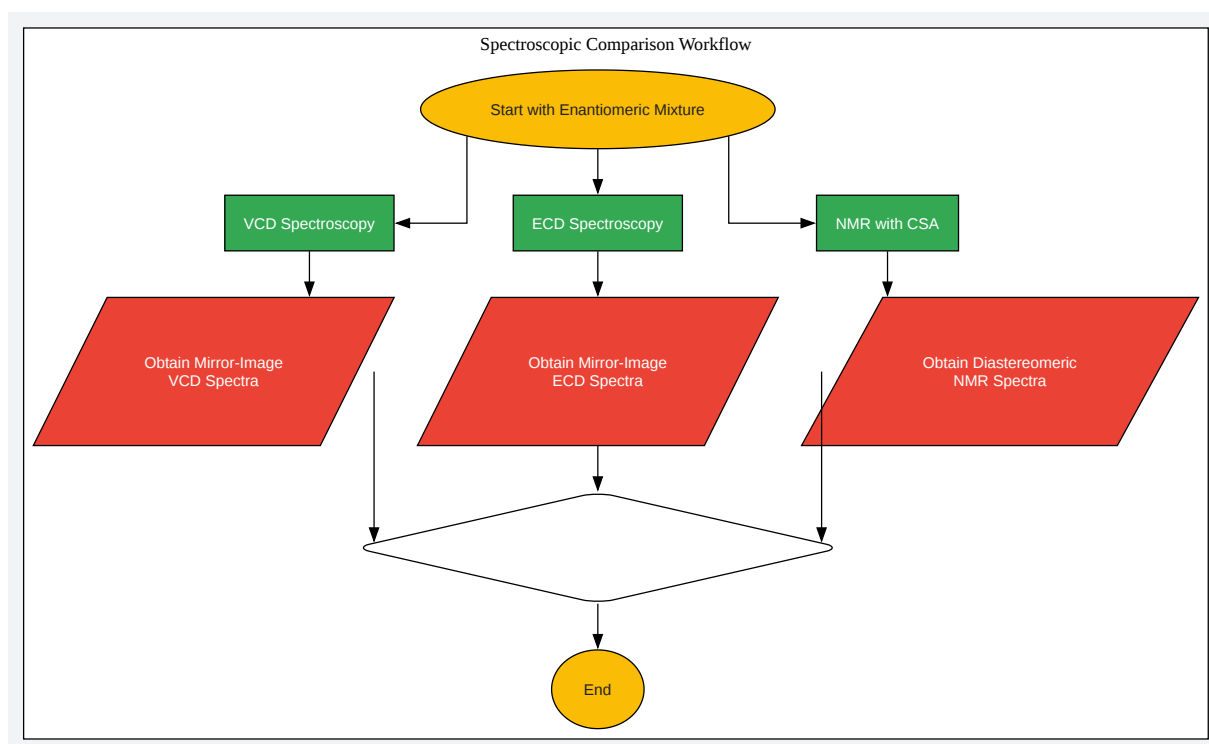 Spectroscopic Comparison Workflow
Start with Enantiomeric Mixture
VCD Spectroscopy
ECD Spectroscopy
NMR with CSA
Obtain Mirror-Image
VCD Spectra
Obtain Mirror-Image
ECD Spectra
Obtain Diastereomeric
NMR Spectra
End